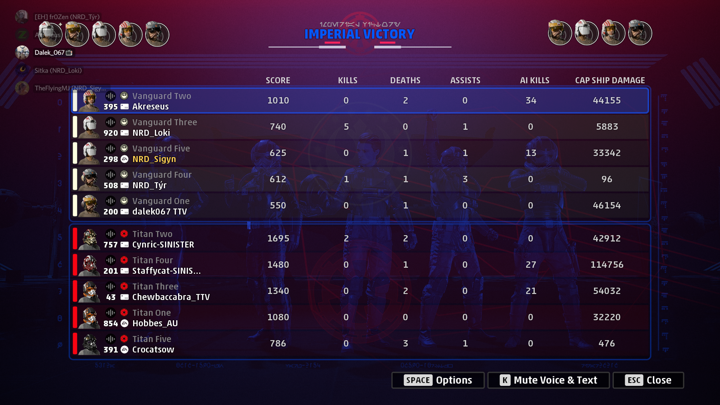 [EH] fr0Zen (NRD_Týr)
IMPERIAL VICTORY
Dalek_067
Sitka (NRD_Loki)
TheFlyingMJ (NRD_Sigy
SCORE KILLS DEATHS ASSISTS AI KILLS CAP SHIP DAMAGE
Vanguard Two
395 Akreseus 1010 0 2 0 34 44155
Vanguard Three
920 NRD_Loki 740 5 0 1 0 5883
Vanguard Five
298 NRD_Sigyn 625 0 1 1 13 33342
Vanguard Four
508 NRD_Týr 612 1 1 3 0 96
Vanguard One
200 dalek067 TTV 550 0 1 0 0 46154
Titan Two
757 Cynric-SINISTER 1695 2 2 0 0 42912
Titan Four
201 Staffycat-SINIS... 1480 0 1 0 27 114756
Titan Three
43 Chewbaccabra_TTV 1340 0 2 0 21 54032
Titan One
854 Hobbes_AU 1080 0 0 0 0 32220
Titan Five
391 Crocatsow 786 0 3 1 0 476
SPACE Options K Mute Voice & Text ESC Close